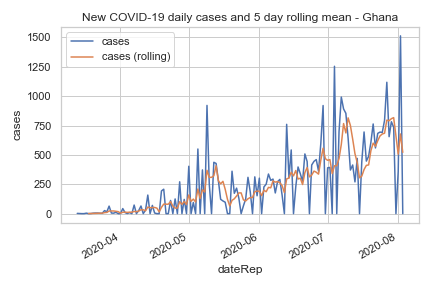 New COVID-19 daily cases and 5 day rolling mean - Ghana
cases
cases (rolling)
1500
1250
1000
750
500
250
0
cases
2020-04
2020-05
2020-06
2020-07
2020-08
dateRep